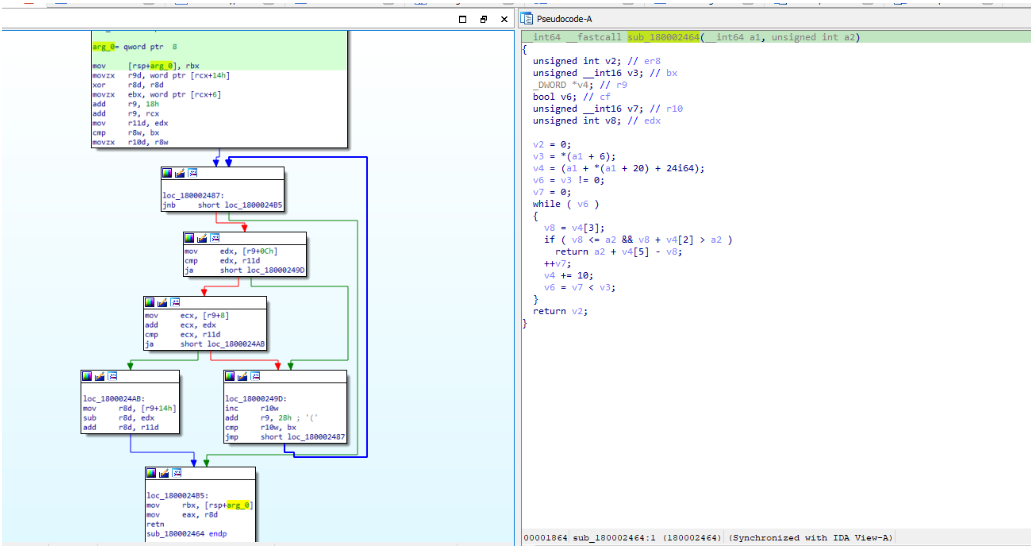 Pseudocode-A
arg_0= qword ptr  8
mov     [rsp+arg_0], rbx
movzx   r9d, word ptr [rcx+14h]
xor     r8d, r8d
movzx   ebx, word ptr [rcx+6]
add     r9, 18h
add     r9, rcx
mov     r11d, edx
cmp     r8w, bx
movzx   r10d, r8w
loc_180002487:
jnb     short loc_1800024B5
mov     edx, [r9+0Ch]
cmp     edx, r11d
ja      short loc_18000249D
mov     ecx, [r9+8]
add     ecx, edx
cmp     ecx, r11d
ja      short loc_1800024AB
loc_1800024AB:
mov     r8d, [r9+14h]
sub     r8d, edx
add     r8d, r11d
loc_18000249D:
inc     r10w
add     r9, 28h ; '('
cmp     r10w, bx
jmp     short loc_180002487
loc_1800024B5:
mov     rbx, [rsp+arg_0]
mov     eax, r8d
retn
sub_180002464 endp
__int64 __fastcall sub_180002464(__int64 a1, unsigned int a2)
{
  unsigned int v2; // er8
  unsigned __int16 v3; // bx
  _DWORD *v4; // r9
  bool v6; // cf
  unsigned __int16 v7; // r10
  unsigned int v8; // edx
  v2 = 0;
  v3 = *(a1 + 6);
  v4 = (a1 + *(a1 + 20) + 24i64);
  v6 = v3 != 0;
  v7 = 0;
  while ( v6 )
  {
    v8 = v4[3];
    if ( v8 <= a2 && v8 + v4[2] > a2 )
      return a2 + v4[5] - v8;
    ++v7;
    v4 += 10;
    v6 = v7 < v3;
  }
  return v2;
}
00001864 sub_180002464:1 (180002464) (Synchronized with IDA View-A)